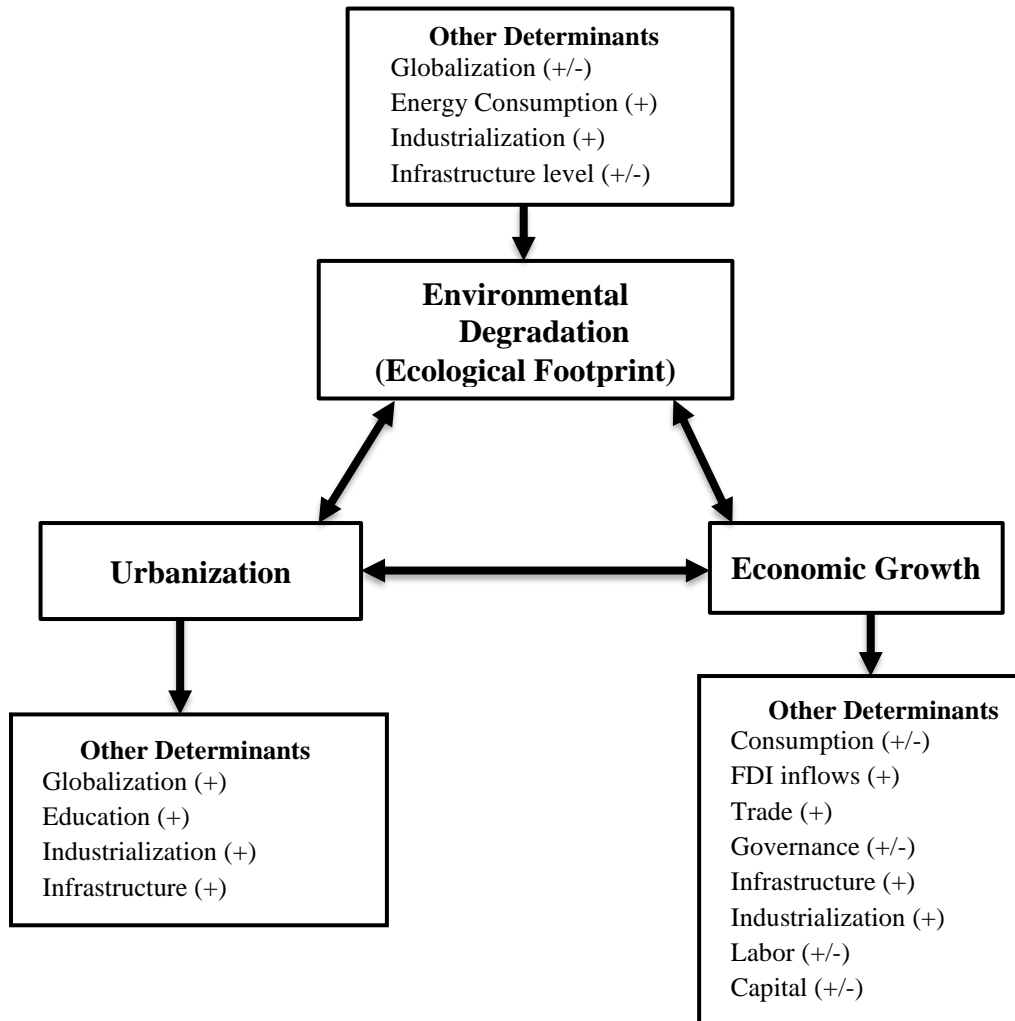 Other Determinants
Globalization (+/-)
Energy Consumption (+)
Industrialization (+)
Infrastructure level (+/-)
Environmental
Degradation
(Ecological Footprint)
Urbanization
Economic Growth
Other Determinants
Globalization (+)
Education (+)
Industrialization (+)
Infrastructure (+)
Other Determinants
Consumption (+/-)
FDI inflows (+)
Trade (+)
Governance (+/-)
Infrastructure (+)
Industrialization (+)
Labor (+/-)
Capital (+/-)